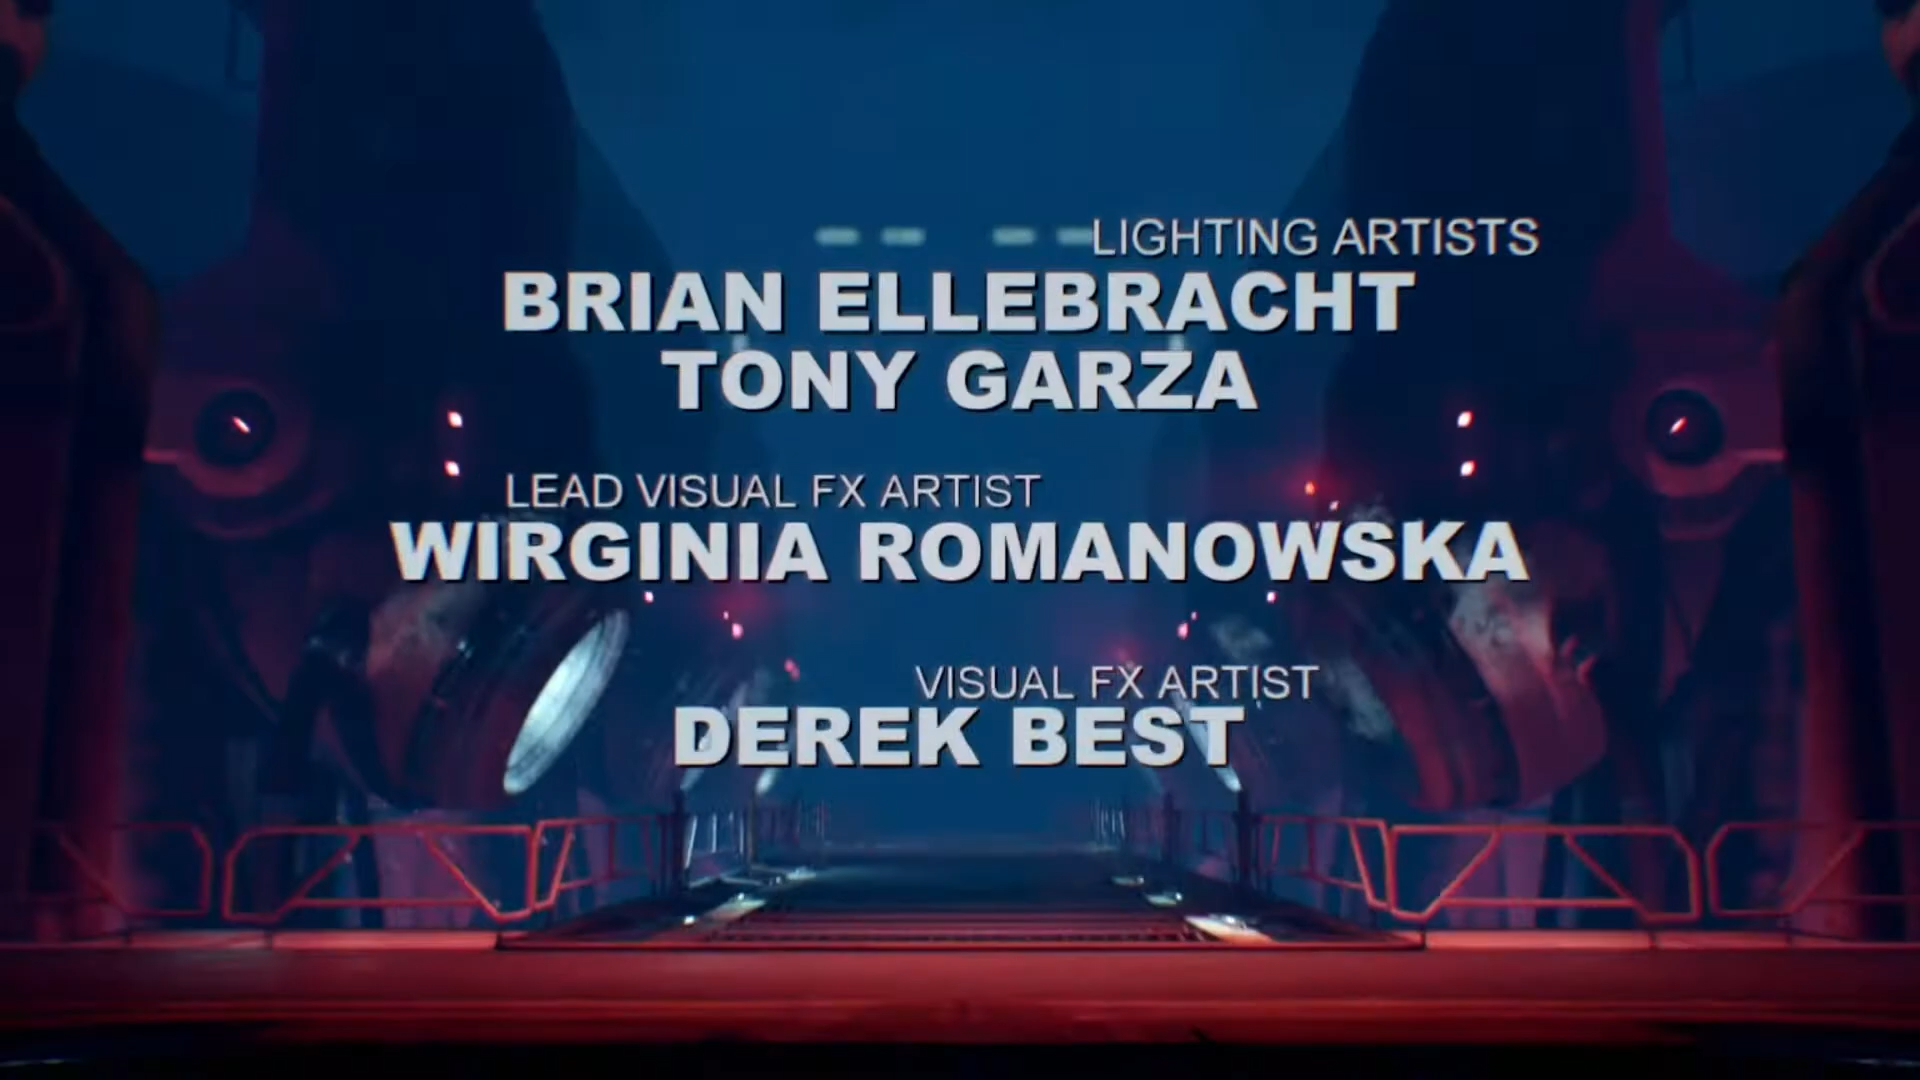 LIGHTING ARTISTS
BRIAN ELLEBRACHT
TONY GARZA
LEAD VISUAL FX ARTIST
WIRGINIA ROMANOWSKA
VISUAL FX ARTIST
DEREK BEST